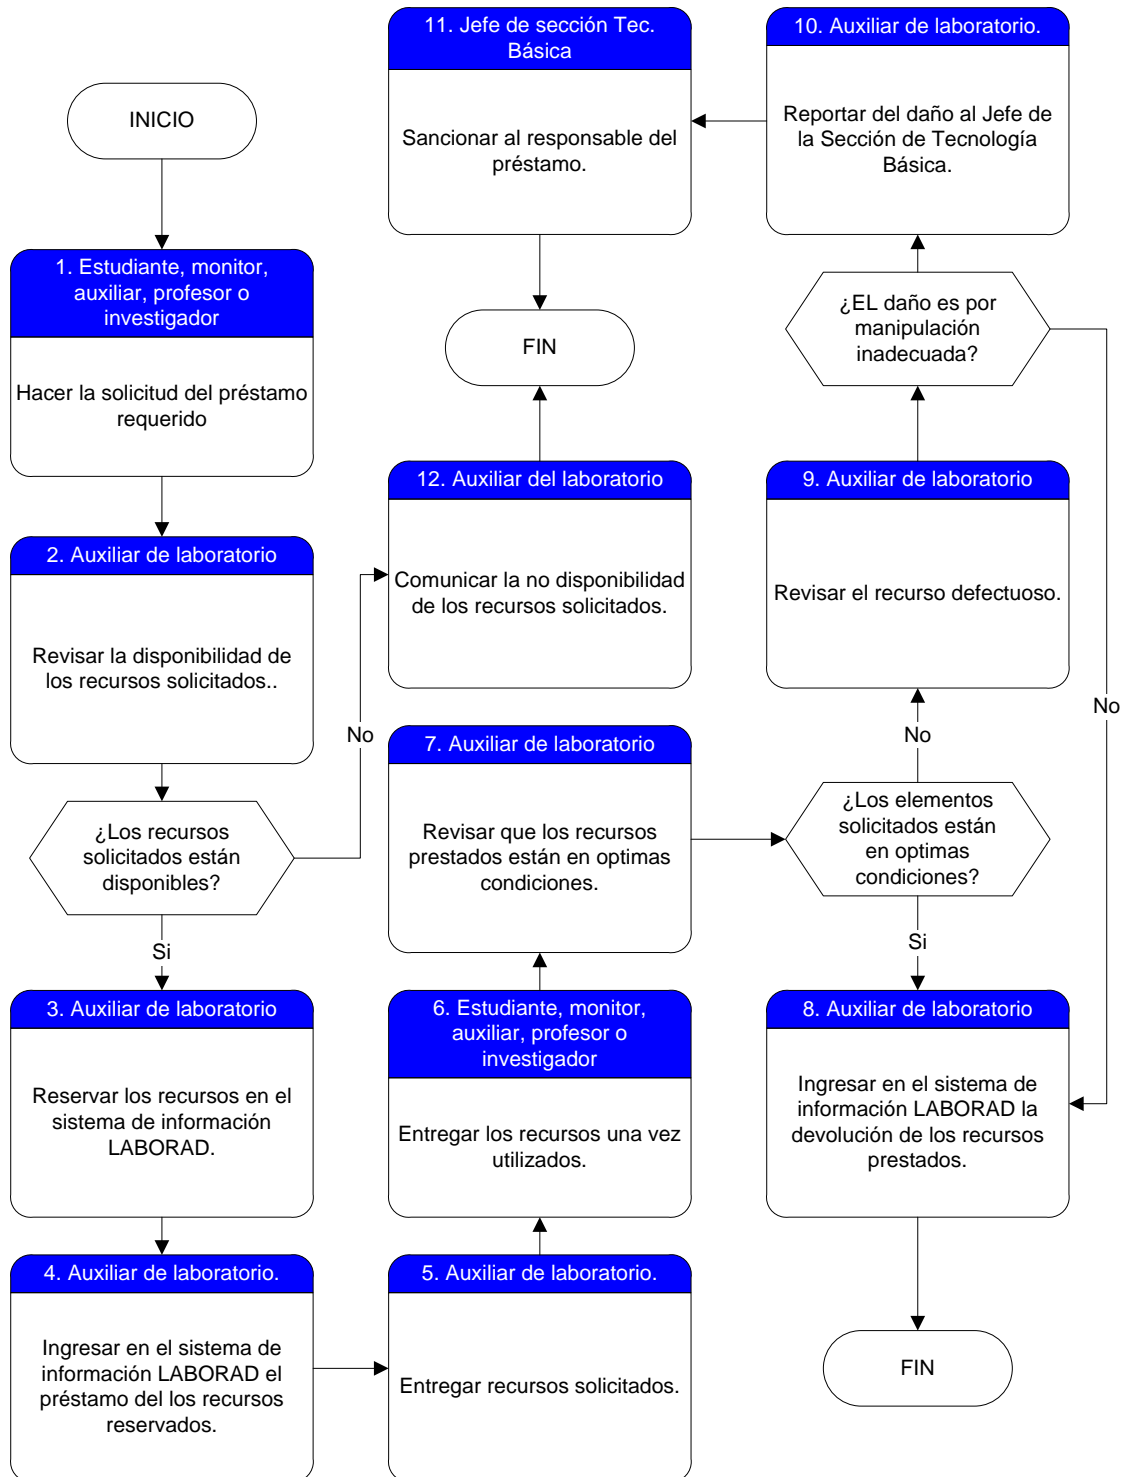 INICIO
1. Estudiante, monitor,
auxiliar, profesor o
investigador
Hacer la solicitud del préstamo
requerido
2. Auxiliar de laboratorio
Revisar la disponibilidad de
los recursos solicitados..
¿Los recursos
solicitados están
disponibles?
No
Si
3. Auxiliar de laboratorio
Reservar los recursos en el
sistema de información
LABORAD.
4. Auxiliar de laboratorio.
Ingresar en el sistema de
información LABORAD el
préstamo del los recursos
reservados.
5. Auxiliar de laboratorio.
Entregar recursos solicitados.
6. Estudiante, monitor,
auxiliar, profesor o
investigador
Entregar los recursos una vez
utilizados.
7. Auxiliar de laboratorio
Revisar que los recursos
prestados están en optimas
condiciones.
¿Los elementos
solicitados están
en optimas
condiciones?
Si
No
8. Auxiliar de laboratorio
Ingresar en el sistema de
información LABORAD la
devolución de los recursos
prestados.
FIN
9. Auxiliar de laboratorio
Revisar el recurso defectuoso.
¿EL daño es por
manipulación
inadecuada?
No
10. Auxiliar de laboratorio.
Reportar del daño al Jefe de
la Sección de Tecnología
Básica.
11. Jefe de sección Tec.
Básica
Sancionar al responsable del
préstamo.
FIN
12. Auxiliar del laboratorio
Comunicar la no disponibilidad
de los recursos solicitados.